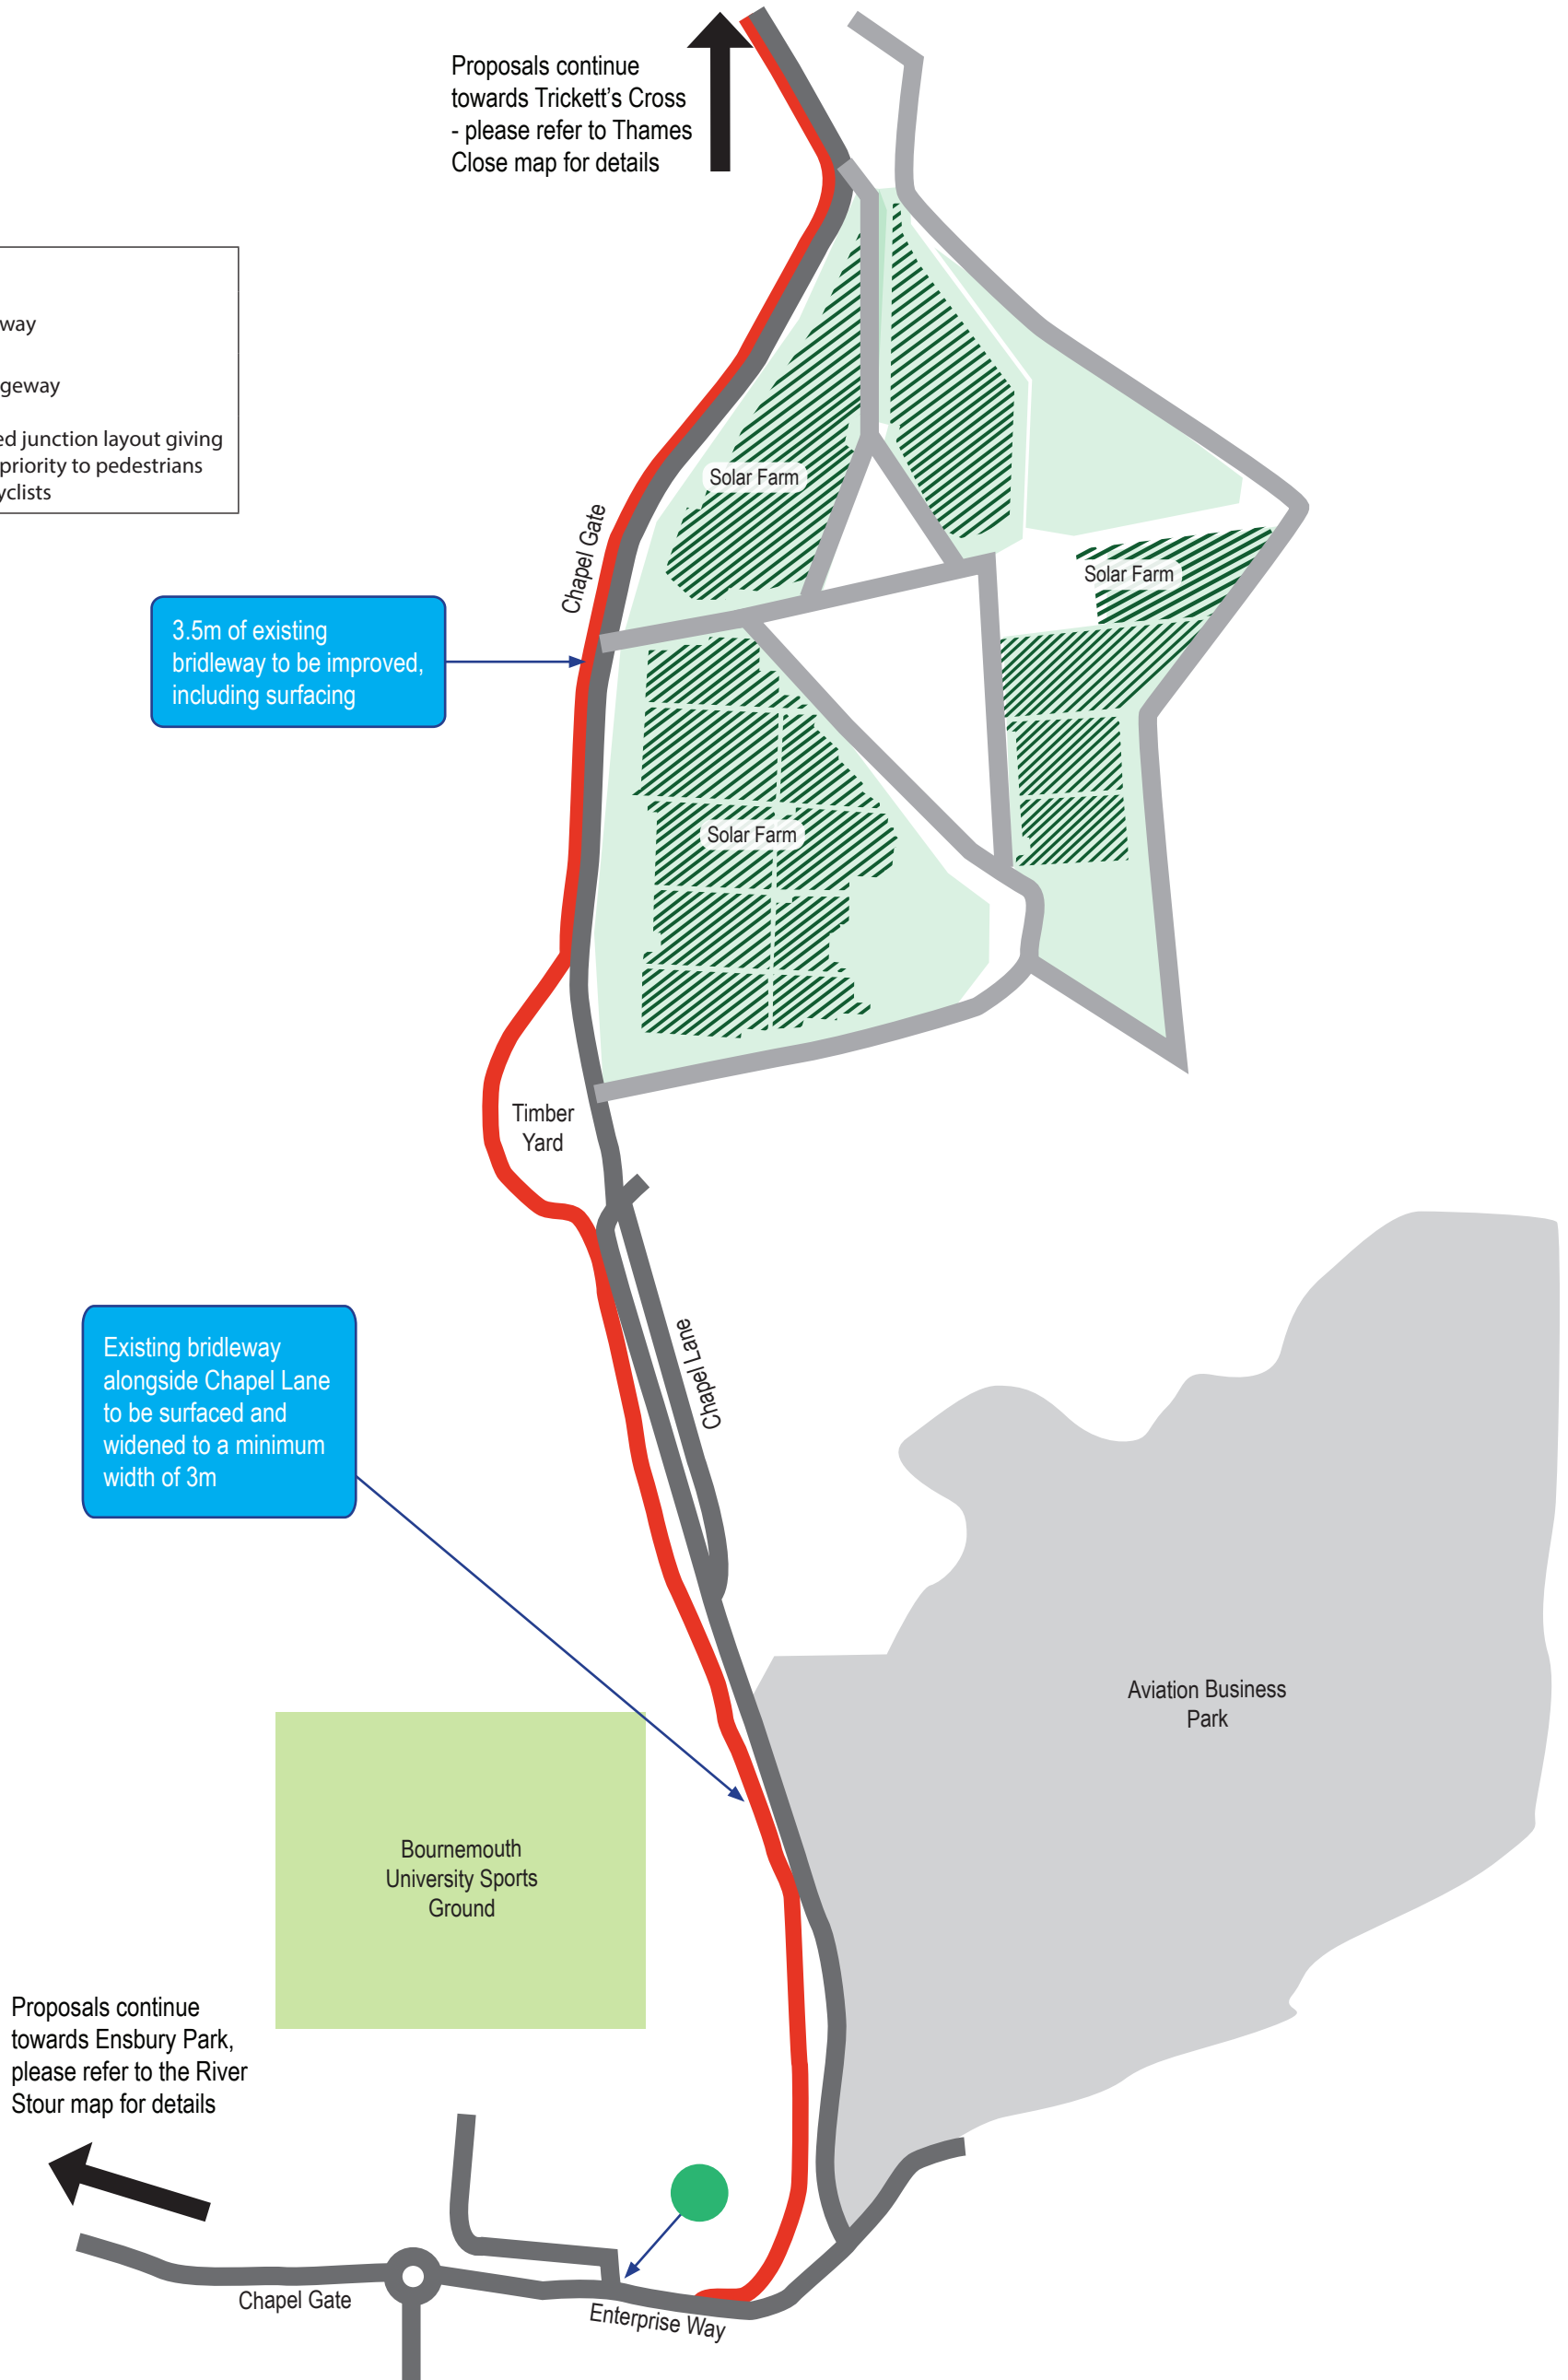 Proposals continue
towards Trickett's Cross
- please refer to Thames
Close map for details
way
geway
ed junction layout giving
priority to pedestrians
yclists
Solar Farm
Chapel Gate
Solar Farm
3.5m of existing
bridleway to be improved,
including surfacing
Solar Farm
Timber
Yard
Chapel Lane
Existing bridleway
alongside Chapel Lane
to be surfaced and
widened to a minimum
width of 3m
Aviation Business
Park
Bournemouth
University Sports
Ground
Proposals continue
towards Ensbury Park,
please refer to the River
Stour map for details
Chapel Gate
Enterprise Way